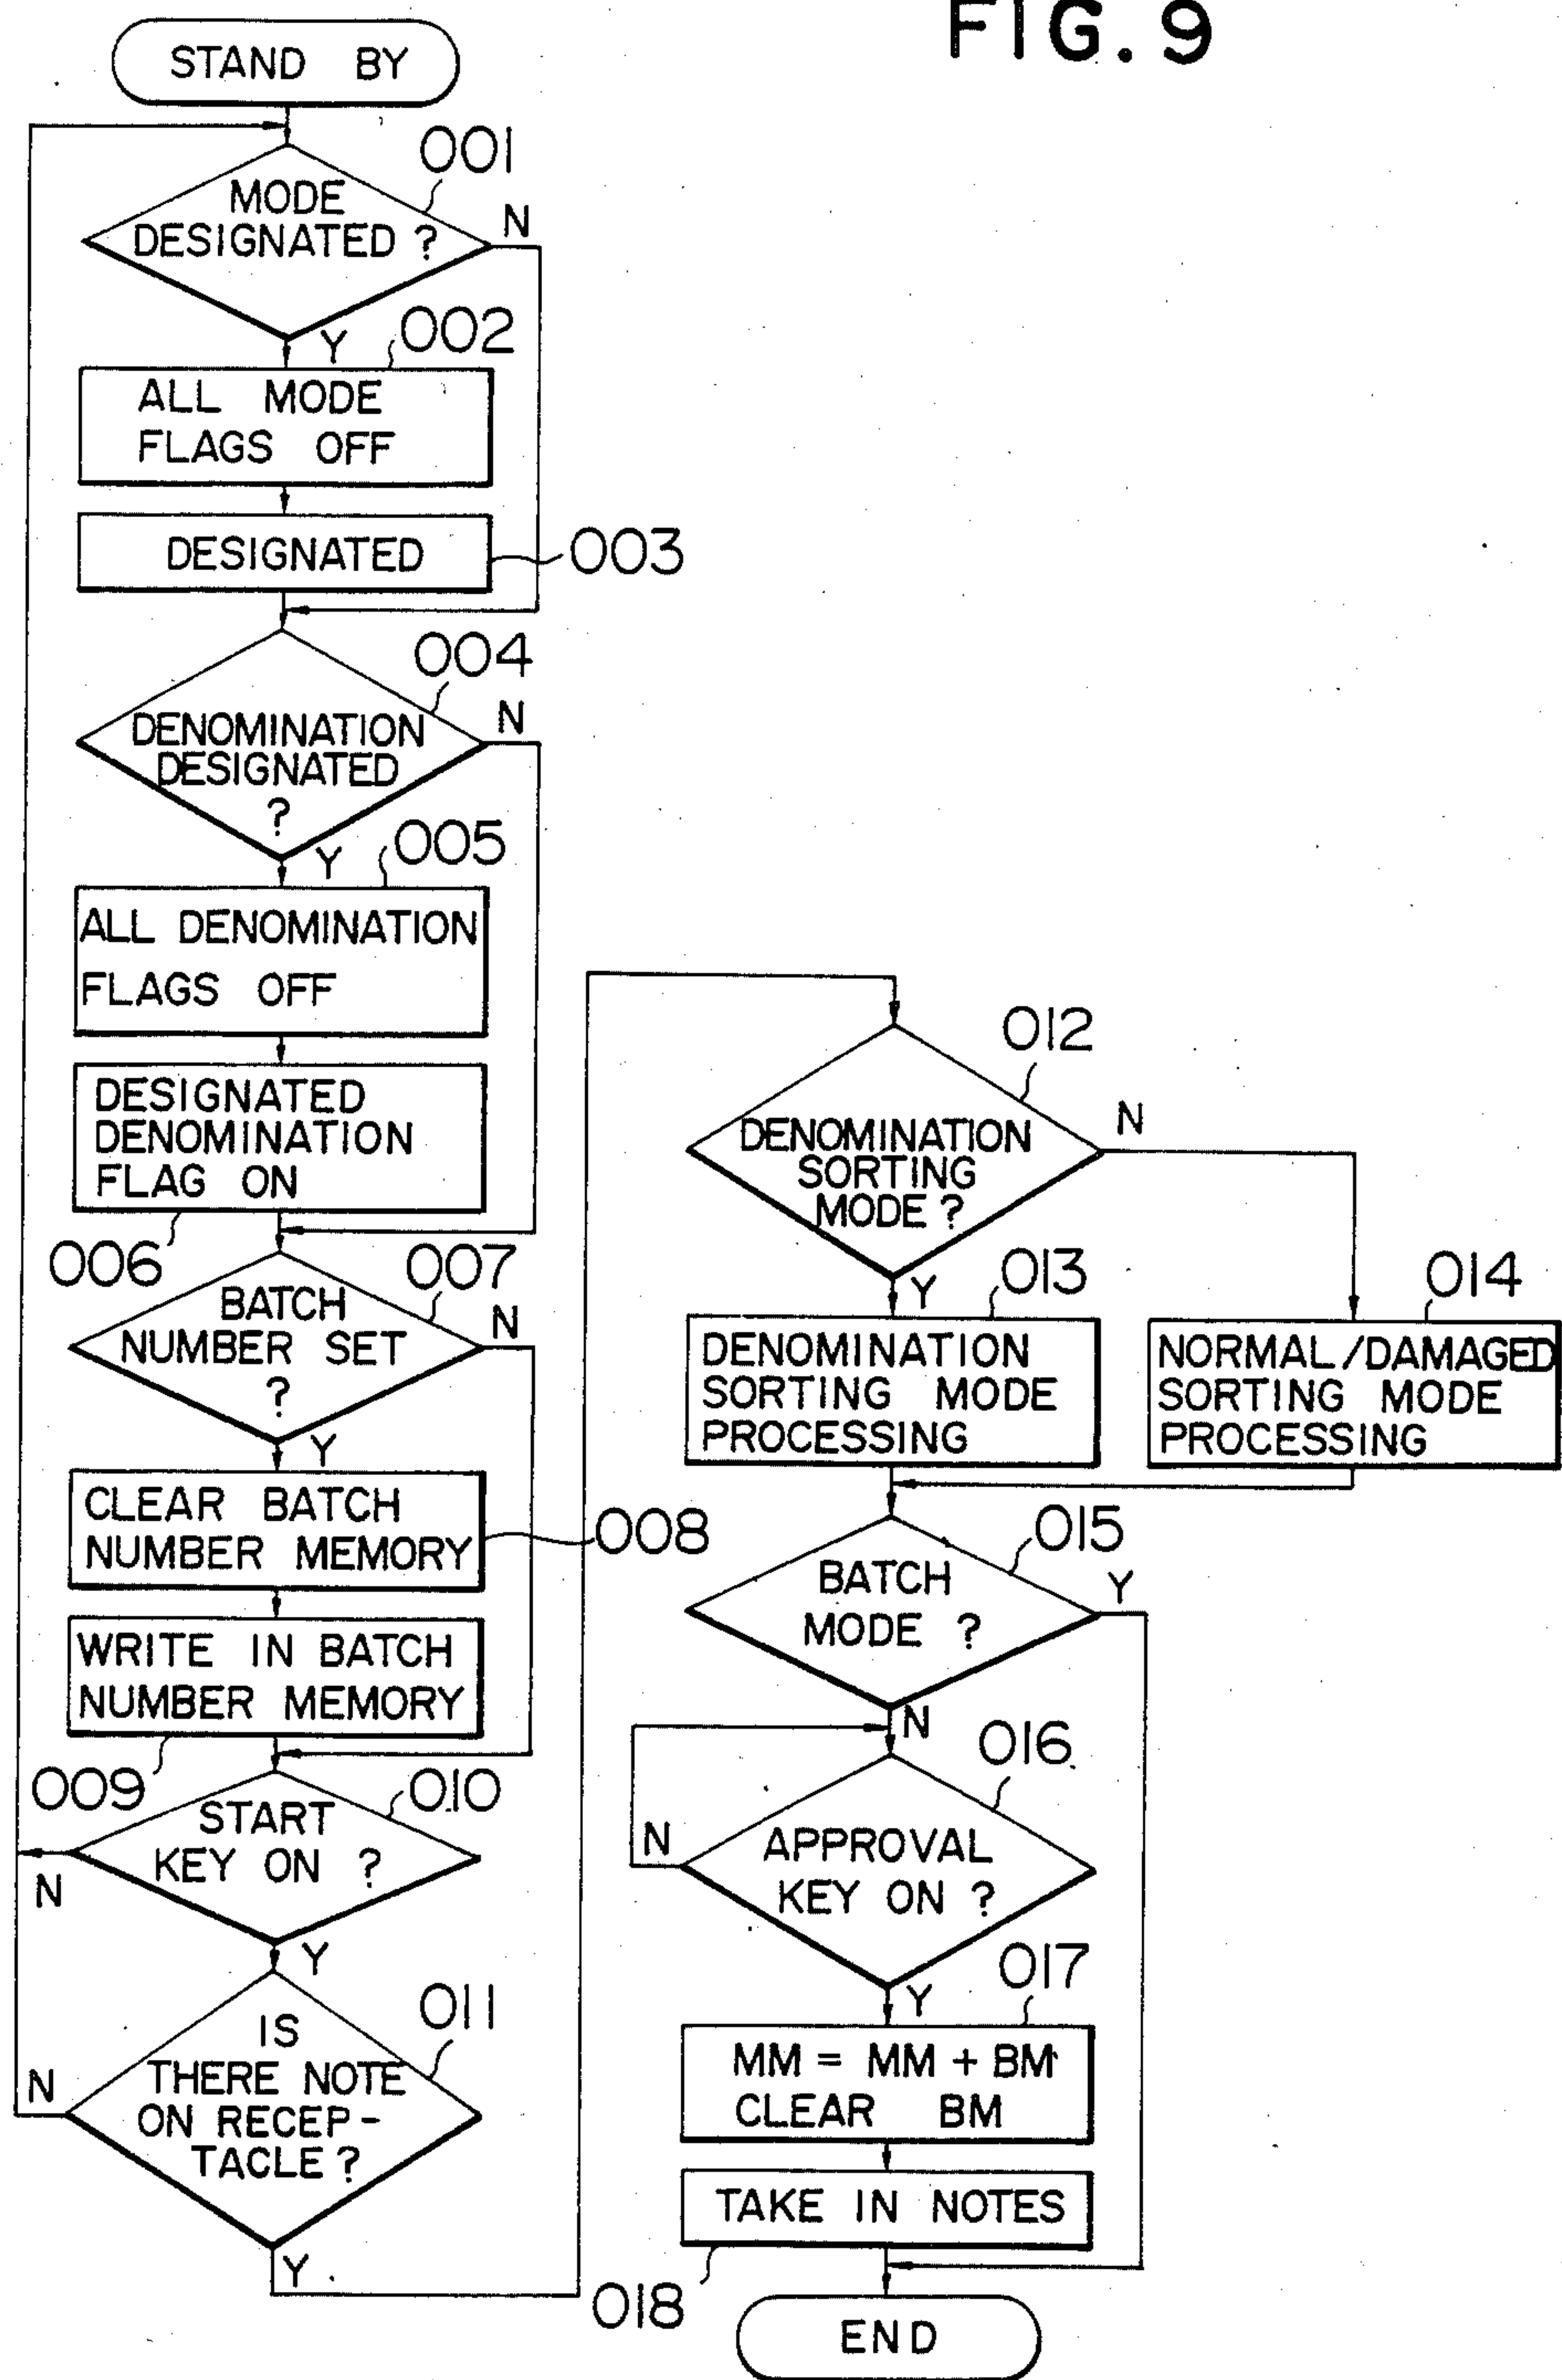 FIG. 9
STAND BY
001
MODE
DESIGNATED ?
N
Y
002
ALL MODE
FLAGS OFF
DESIGNATED
003
004
DENOMINATION
DESIGNATED
?
N
Y
005
ALL DENOMINATION
FLAGS OFF
DESIGNATED
DENOMINATION
FLAG ON
006
007
BATCH
NUMBER SET
?
N
Y
CLEAR BATCH
NUMBER MEMORY
008
WRITE IN BATCH
NUMBER MEMORY
009
010
START
KEY ON ?
N
Y
011
IS
THERE NOTE
ON RECEP-
TACLE ?
N
Y
012
DENOMINATION
SORTING
MODE ?
N
Y
013
DENOMINATION
SORTING MODE
PROCESSING
014
NORMAL/DAMAGED
SORTING MODE
PROCESSING
015
BATCH
MODE ?
Y
N
016
APPROVAL
KEY ON ?
N
Y
017
MM = MM + BM
CLEAR BM
TAKE IN NOTES
018
END